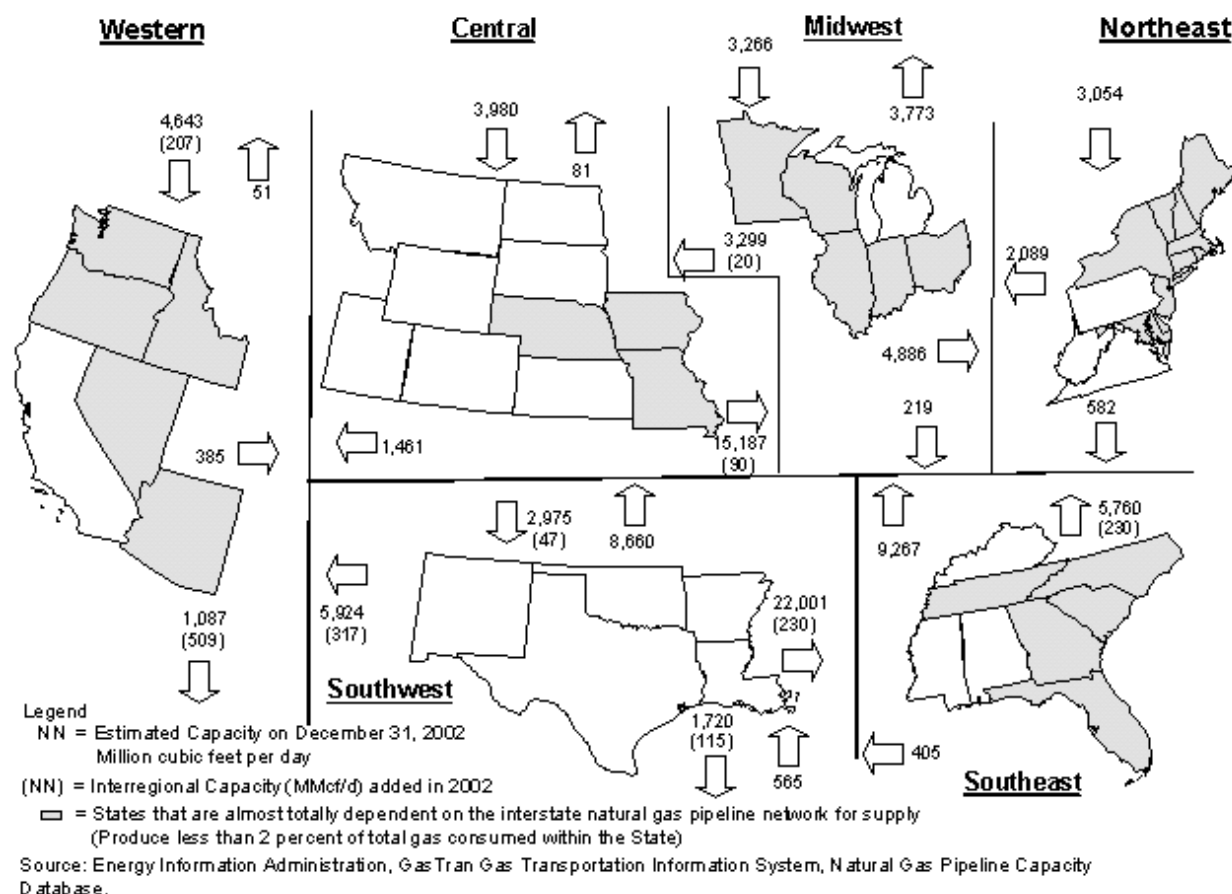 Western
Central
Midwest
Northeast
3,266
3,773
3,054
4,643
(207)
51
3,980
81
3,299
(20)
2,089
4,886
219
582
385
1,461
15,187
(90)
2,975
(47)
8,660
9,267
5,760
(230)
5,924
(317)
22,001
(230)
1,087
(509)
Southwest
1,720
(115)
565
405
Southeast
Legend
NN = Estimated Capacity on December 31, 2002
Million cubic feet per day
(NN) = Interregional Capacity (MMcf/d) added in 2002
= States that are almost totally dependent on the interstate natural gas pipeline network for supply
(Produce less than 2 percent of total gas consumed within the State)
Source: Energy Information Administration, GasTran Gas Transportation Information System, Natural Gas Pipeline Capacity
Database.